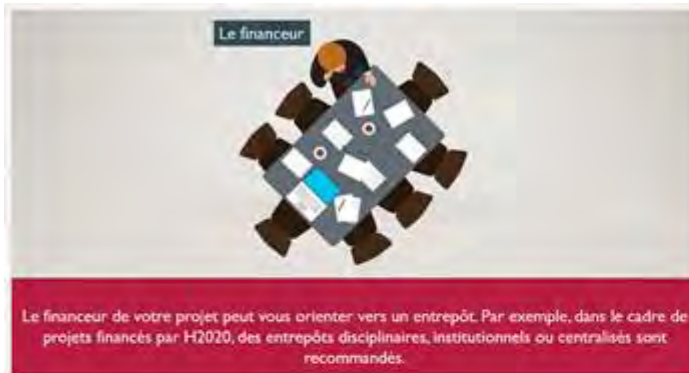 Le financeur
Le financeur de votre projet peut vous orienter vers un entrepôt. Par exemple, dans le cadre de
projets financés par H2020, des entrepôts disciplinaires, institutionnels ou centralisés sont
recommandés.